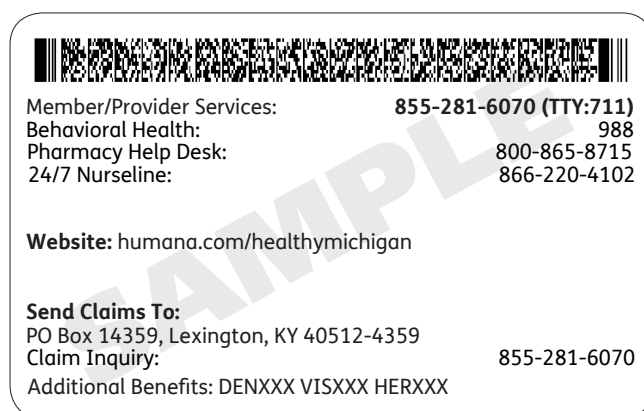 Member/Provider Services: 855-281-6070 (TTY:711)
Behavioral Health: 988
Pharmacy Help Desk: 800-865-8715
24/7 Nurseline: 866-220-4102
Website: humana.com/healthymichigan
Send Claims To:
PO Box 14359, Lexington, KY 40512-4359
Claim Inquiry: 855-281-6070
Additional Benefits: DENXXX VISXXX HERXXX
SAMPLE